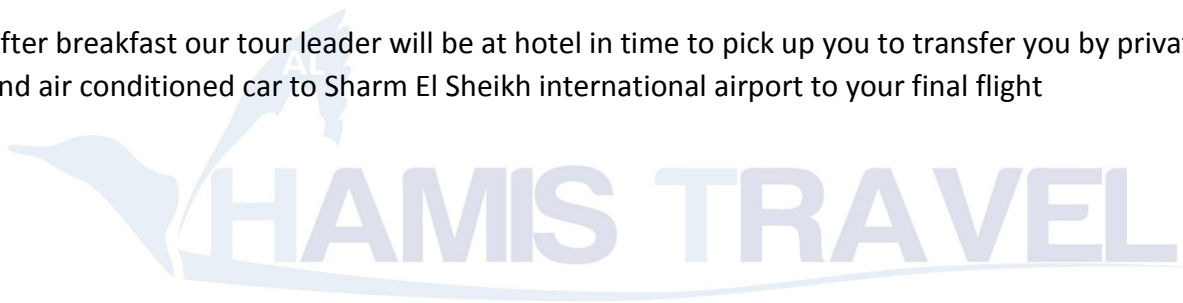 fter breakfast our tour leader will be at hotel in time to pick up you to transfer you by priva
nd air conditioned car to Sharm El Sheikh international airport to your final flight
AL
HAMIS TRAVEL